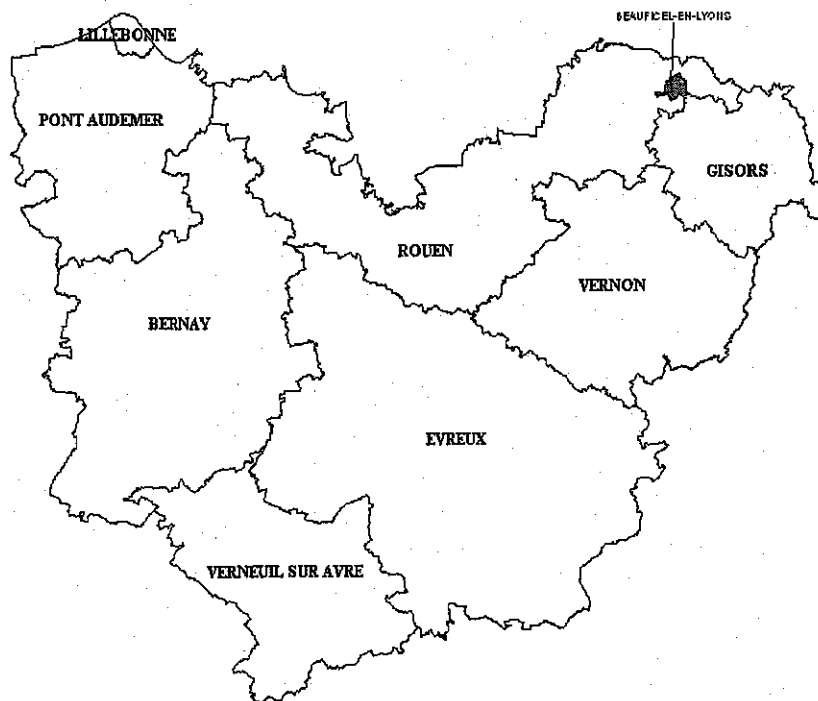 BEAUFICEL-EN-LYONS
LILLEBONNE
PONT AUDEMER
GISORS
ROUEN
VERNON
BERNAY
EVREUX
VERNEUIL SUR AVRE